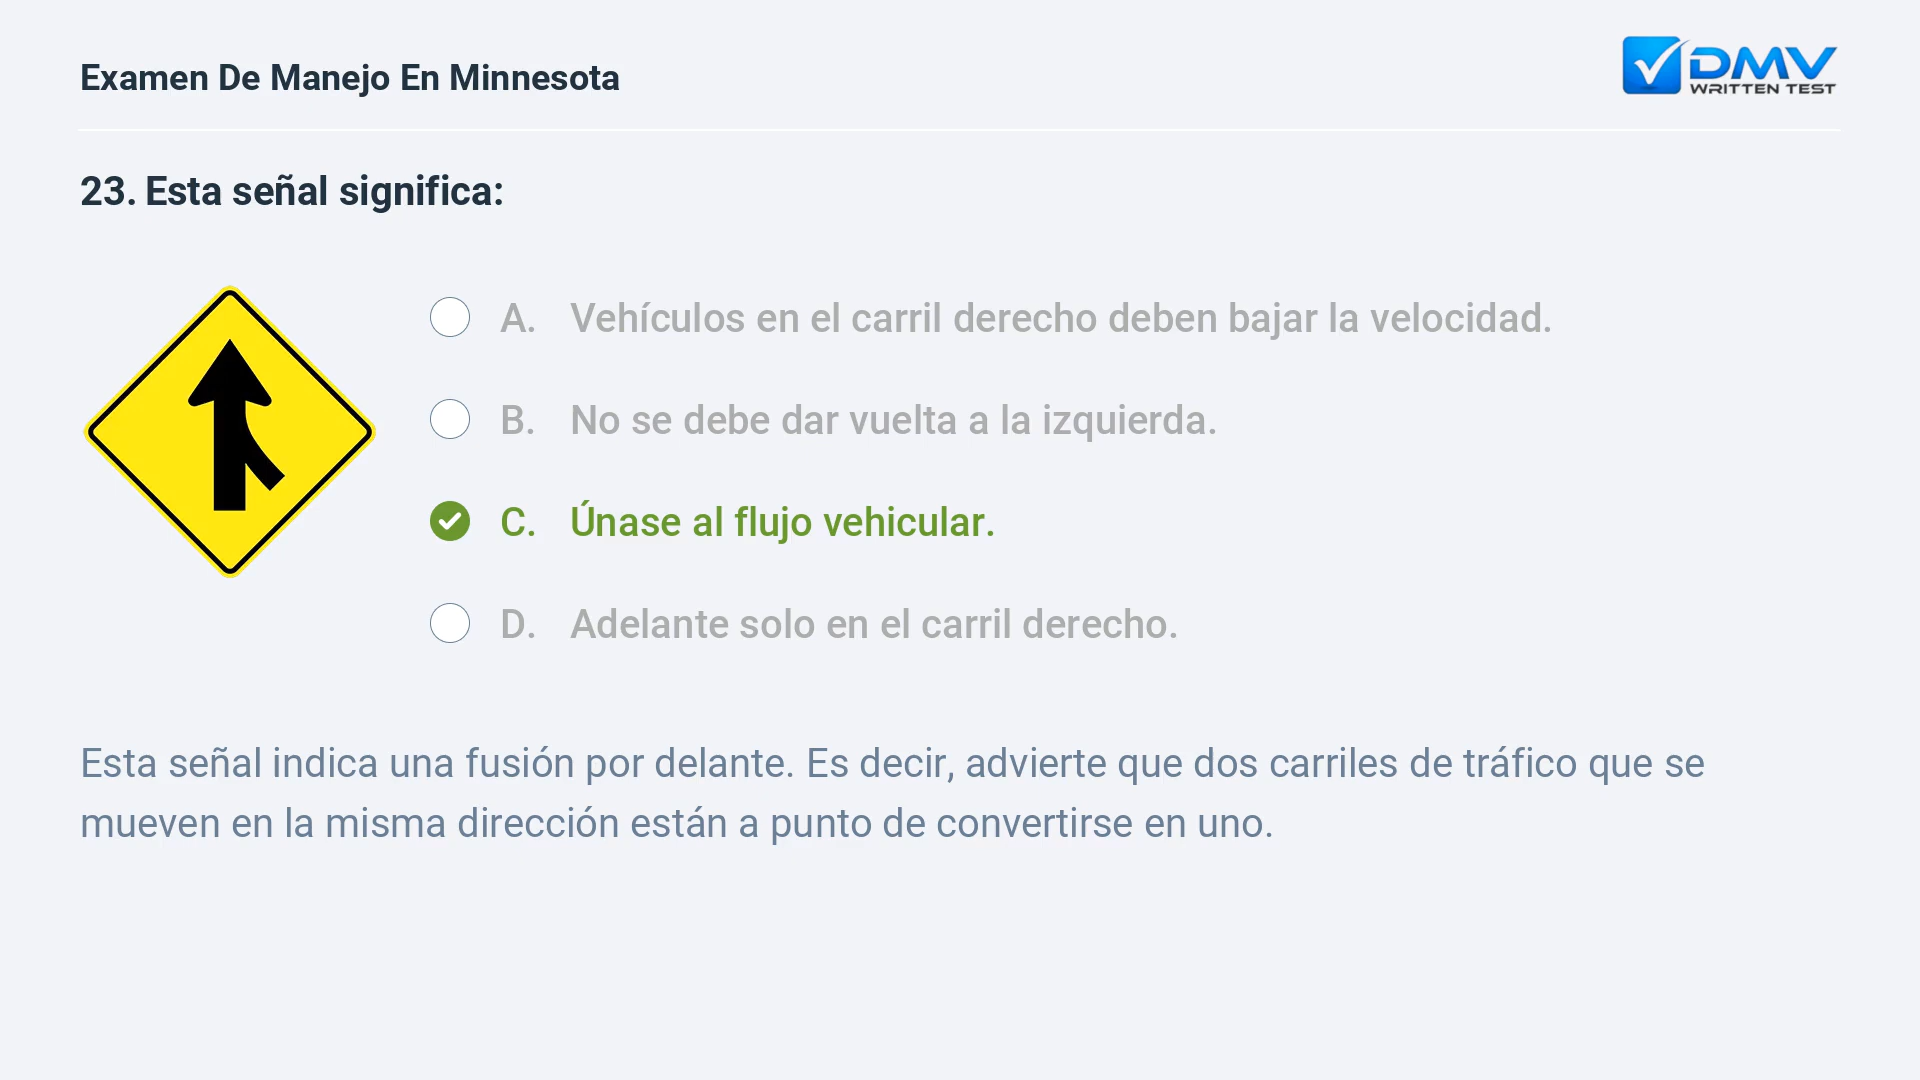 Examen De Manejo En Minnesota
DMV
WRITTEN TEST
23. Esta señal significa:
A. Vehículos en el carril derecho deben bajar la velocidad.
B. No se debe dar vuelta a la izquierda.
C. Únase al flujo vehicular.
D. Adelante solo en el carril derecho.
Esta señal indica una fusión por delante. Es decir, advierte que dos carriles de tráfico que se
mueven en la misma dirección están a punto de convertirse en uno.